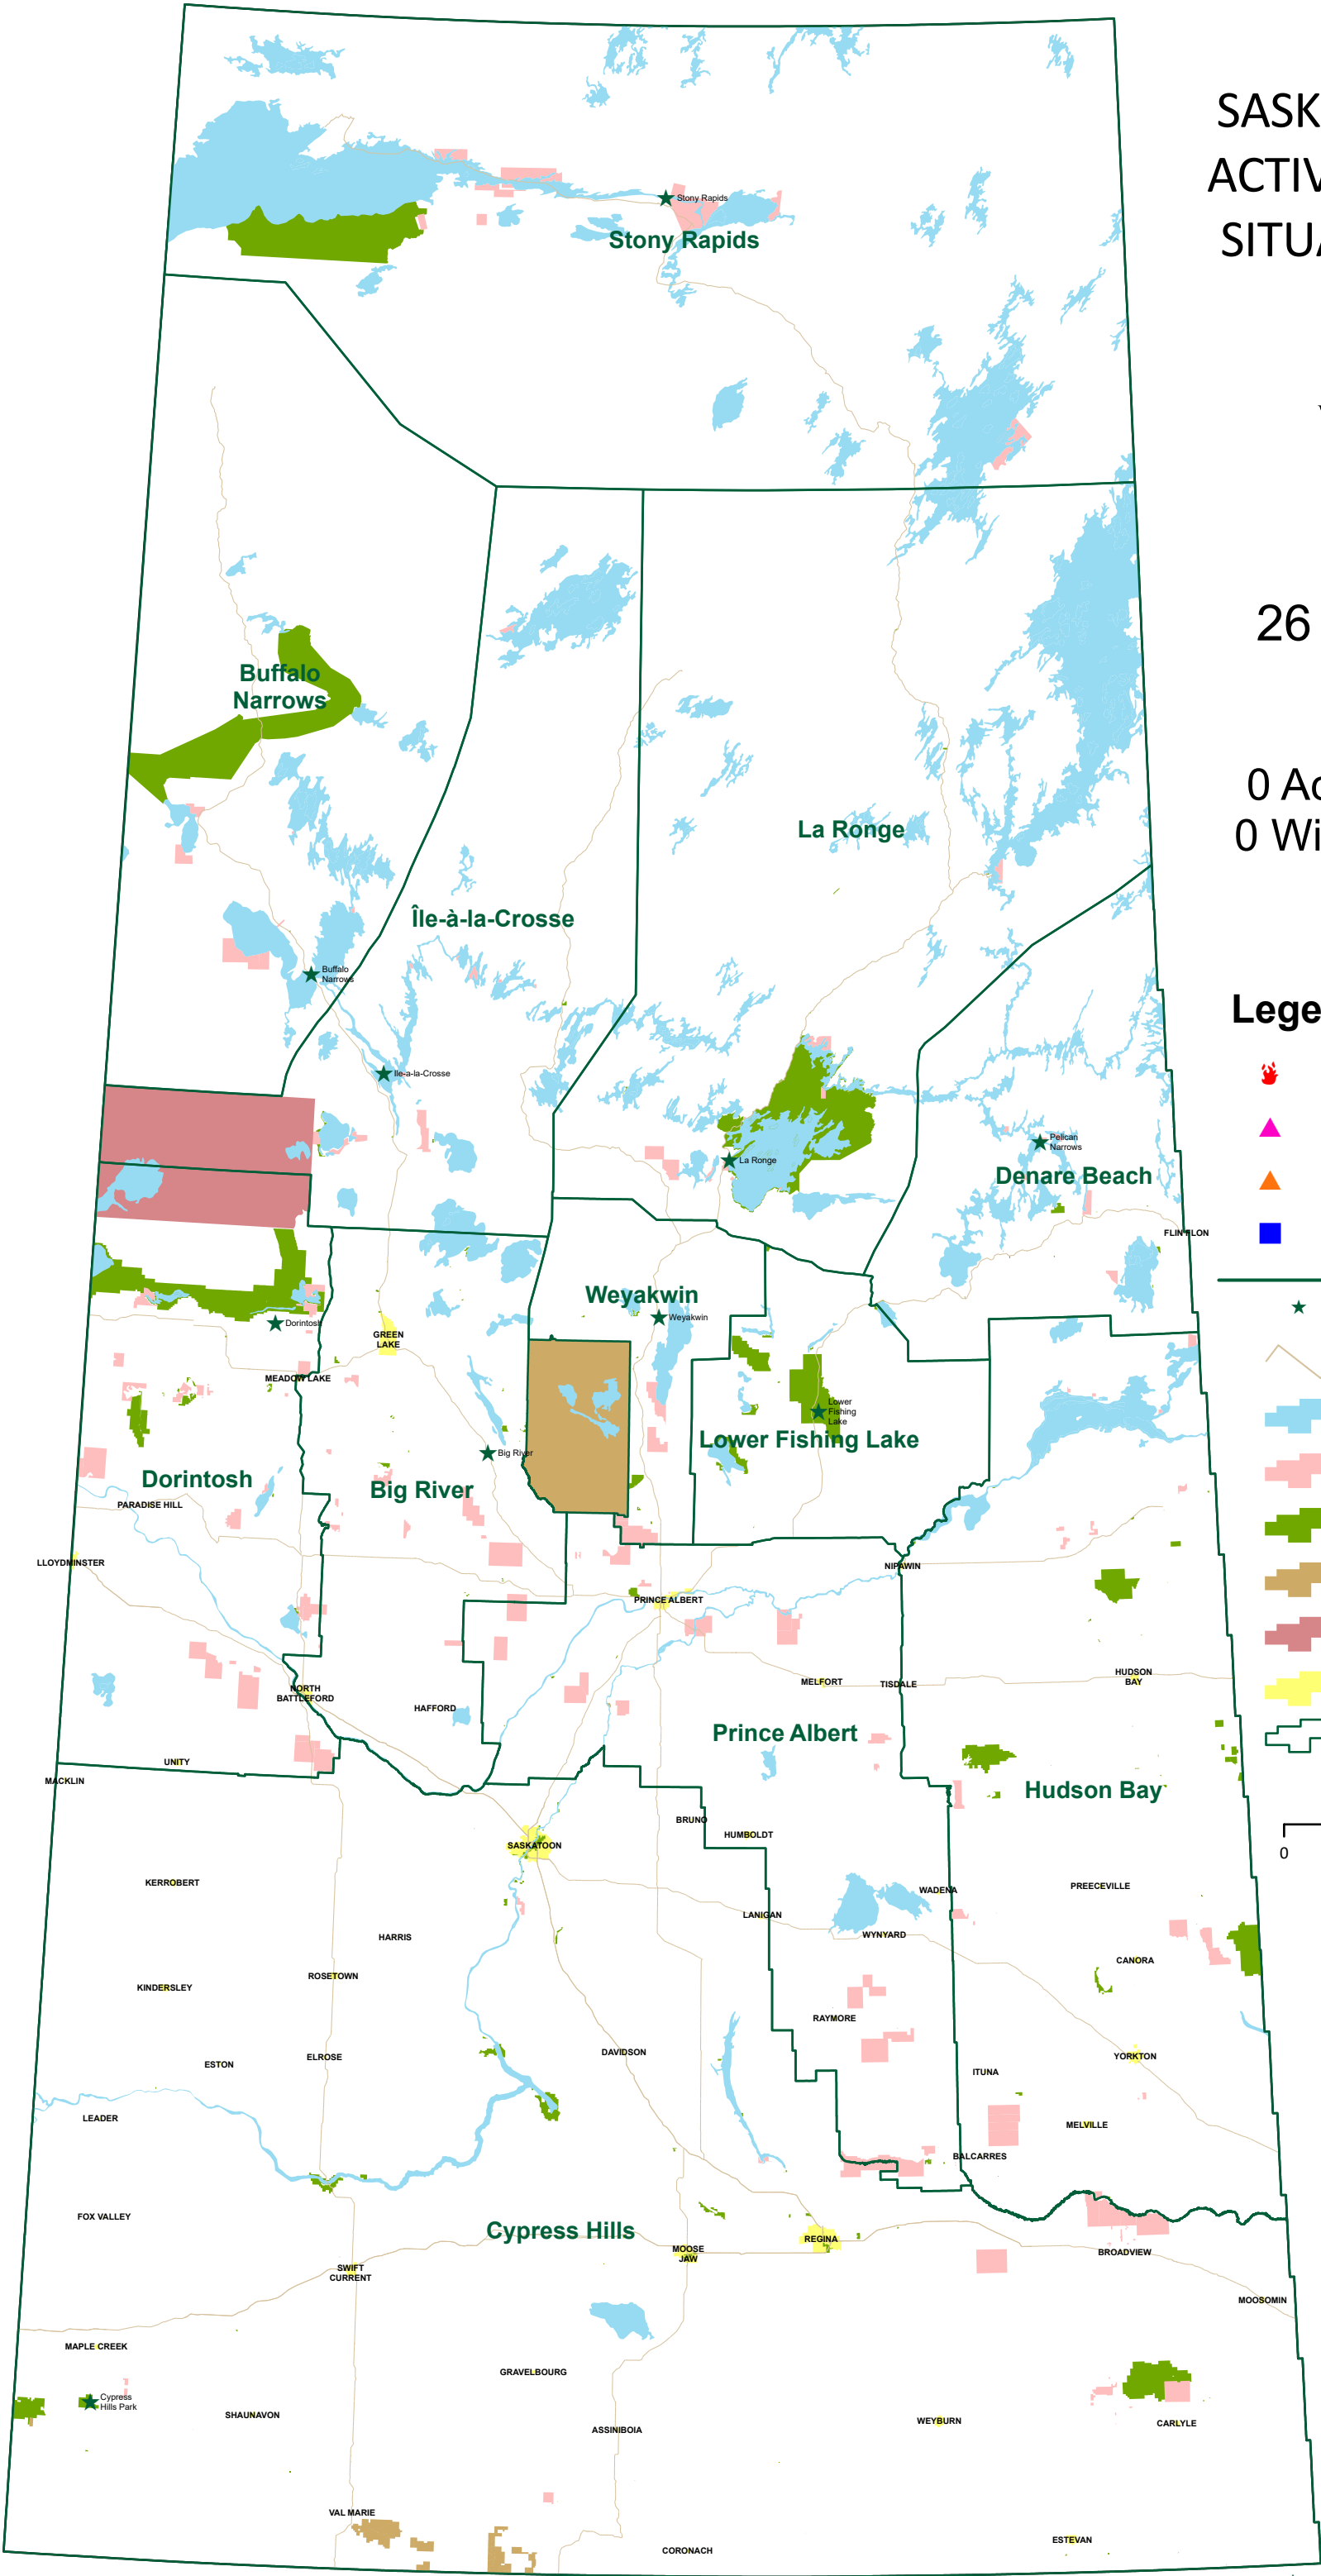 SASK
ACTIV
SITUA
Stony Rapids
Stony Rapids
26
Buffalo
Narrows
0 Ac
0 Wi
La Ronge
Île-à-la-Crosse
Buffalo
Narrows
Lege
Ile-a-la-Crosse
Pelican
Narrows
La Ronge
Denare Beach
FLIN FLON
Weyakwin
Weyakwin
Dorintosh
GREEN
LAKE
MEADOW LAKE
Lower
Fishing
Lake
Lower Fishing Lake
Big River
Dorintosh
Big River
PARADISE HILL
LLOYDMINSTER
NIPAWIN
PRINCE ALBERT
HUDSON
BAY
MELFORT
TISDALE
NORTH
BATTLEFORD
HAFFORD
Prince Albert
UNITY
MACKLIN
Hudson Bay
BRUNO
HUMBOLDT
SASKATOON
0
KERROBERT
PREECEVILLE
WADENA
LANIGAN
WYNYARD
HARRIS
CANORA
ROSETOWN
KINDERSLEY
RAYMORE
DAVIDSON
YORKTON
ELROSE
ESTON
ITUNA
LEADER
MELVILLE
BALCARRES
FOX VALLEY
Cypress Hills
REGINA
MOOSE
JAW
BROADVIEW
SWIFT
CURRENT
MOOSOMIN
MAPLE CREEK
GRAVELBOURG
Cypress
Hills Park
SHAUNAVON
WEYBURN
CARLYLE
ASSINIBOIA
VAL MARIE
ESTEVAN
CORONACH